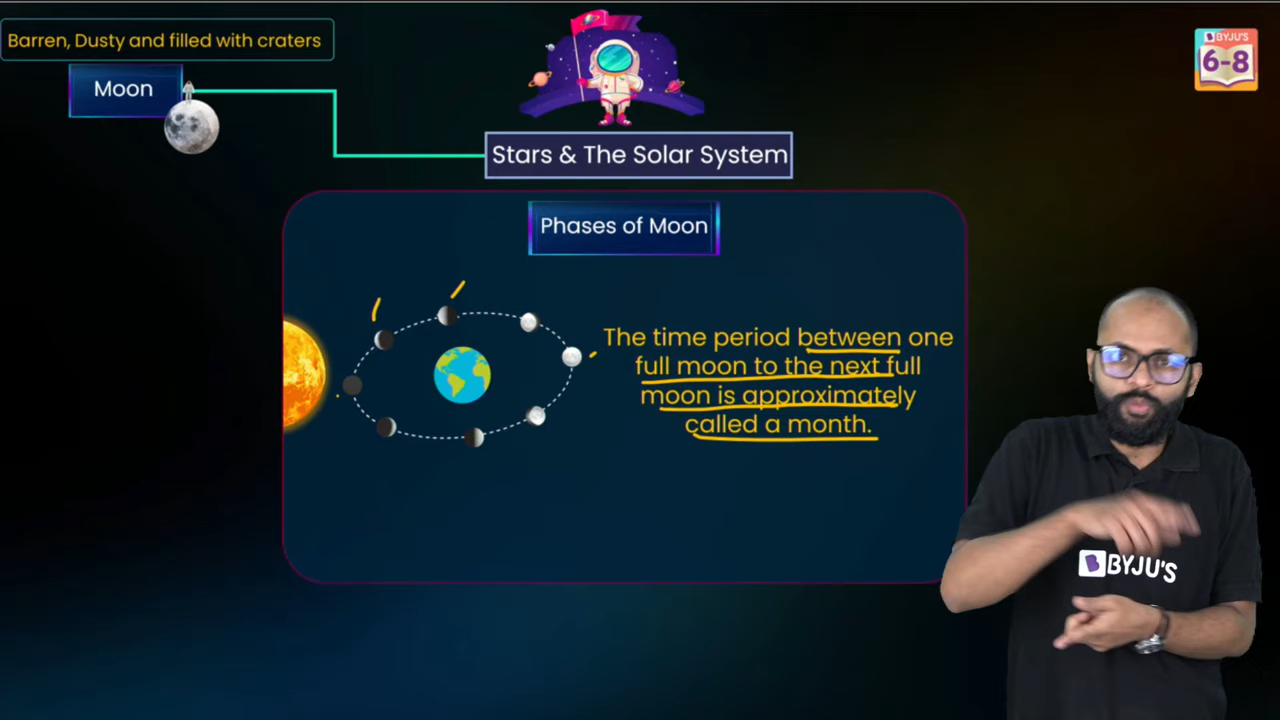 Barren, Dusty and filled with craters
Moon
BYJU'S
6-8
Stars & The Solar System
Phases of Moon
The time period between one
full moon to the next full
moon is approximately
called a month.
BYJU'S